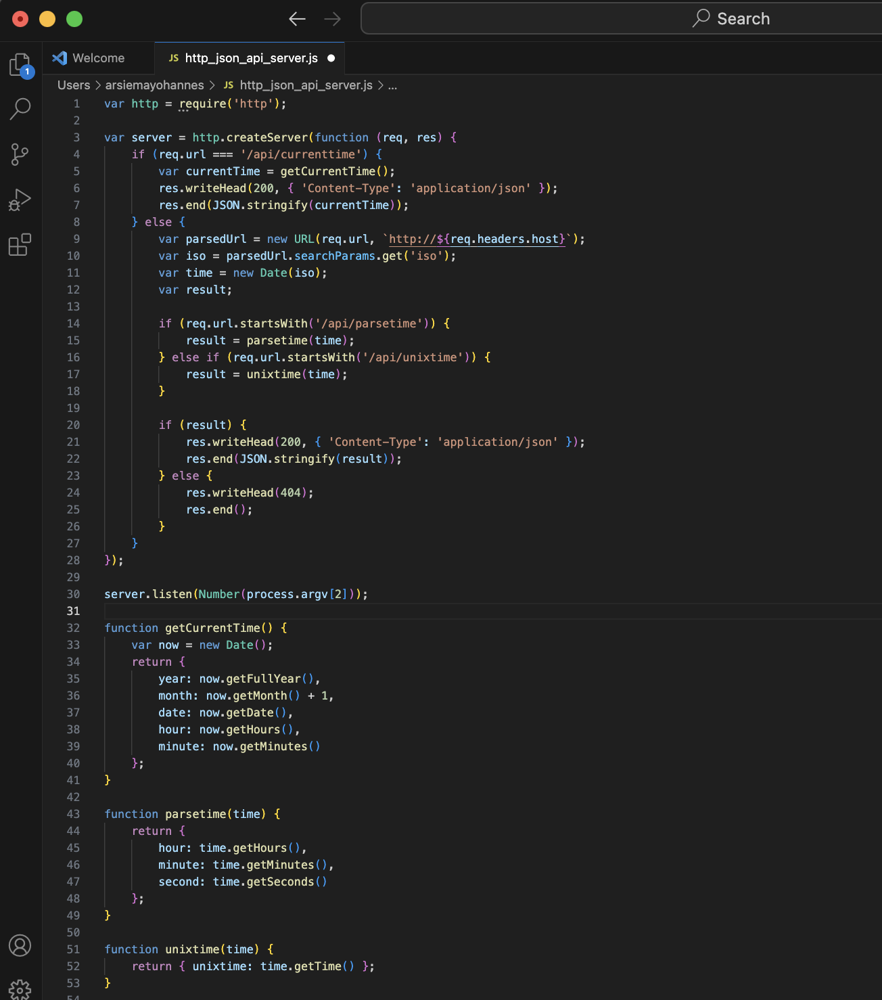 Search
1
Welcome
JS http_json_api_server.js
Users > arsiemayohannes > JS http_json_api_server.js > ...
1 var http = require('http');
2
3 var server = http.createServer(function (req, res) {
4     if (req.url === '/api/currenttime') {
5         var currentTime = getCurrentTime();
6         res.writeHead(200, { 'Content-Type': 'application/json' });
7         res.end(JSON.stringify(currentTime));
8     } else {
9         var parsedUrl = new URL(req.url, `http://${req.headers.host}`);
10         var iso = parsedUrl.searchParams.get('iso');
11         var time = new Date(iso);
12         var result;
13
14         if (req.url.startsWith('/api/parsetime')) {
15             result = parsetime(time);
16         } else if (req.url.startsWith('/api/unixtime')) {
17             result = unixtime(time);
18         }
19
20         if (result) {
21             res.writeHead(200, { 'Content-Type': 'application/json' });
22             res.end(JSON.stringify(result));
23         } else {
24             res.writeHead(404);
25             res.end();
26         }
27     }
28 });
29
30 server.listen(Number(process.argv[2]));
31
32 function getCurrentTime() {
33     var now = new Date();
34     return {
35         year: now.getFullYear(),
36         month: now.getMonth() + 1,
37         date: now.getDate(),
38         hour: now.getHours(),
39         minute: now.getMinutes()
40     };
41 }
42
43 function parsetime(time) {
44     return {
45         hour: time.getHours(),
46         minute: time.getMinutes(),
47         second: time.getSeconds()
48     };
49 }
50
51 function unixtime(time) {
52     return { unixtime: time.getTime() };
53 }
54